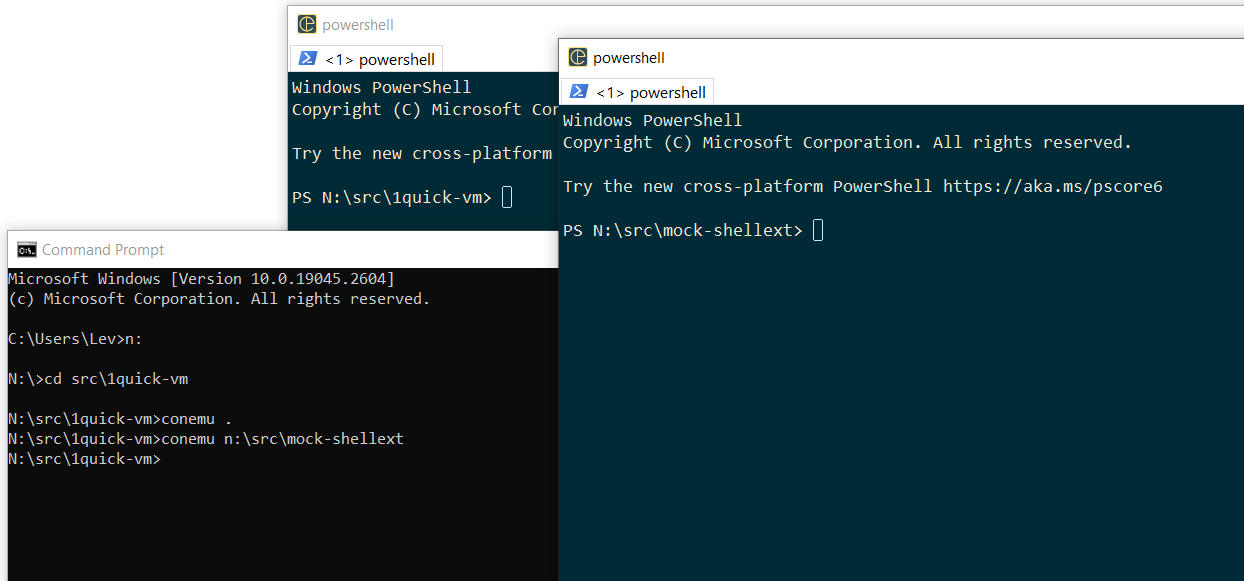 powershell
<1> powershell
Windows PowerShell
Copyright (C) Microsoft Cor
Try the new cross-platform
PS N:\src\1quick-vm>
powershell
<1> powershell
Windows PowerShell
Copyright (C) Microsoft Corporation. All rights reserved.
Try the new cross-platform PowerShell https://aka.ms/pscore6
PS N:\src\mock-shellext>
Command Prompt
Microsoft Windows [Version 10.0.19045.2604]
(c) Microsoft Corporation. All rights reserved.
C:\Users\Lev>n:
N:\>cd src\1quick-vm
N:\src\1quick-vm>conemu .
N:\src\1quick-vm>conemu n:\src\mock-shellext
N:\src\1quick-vm>